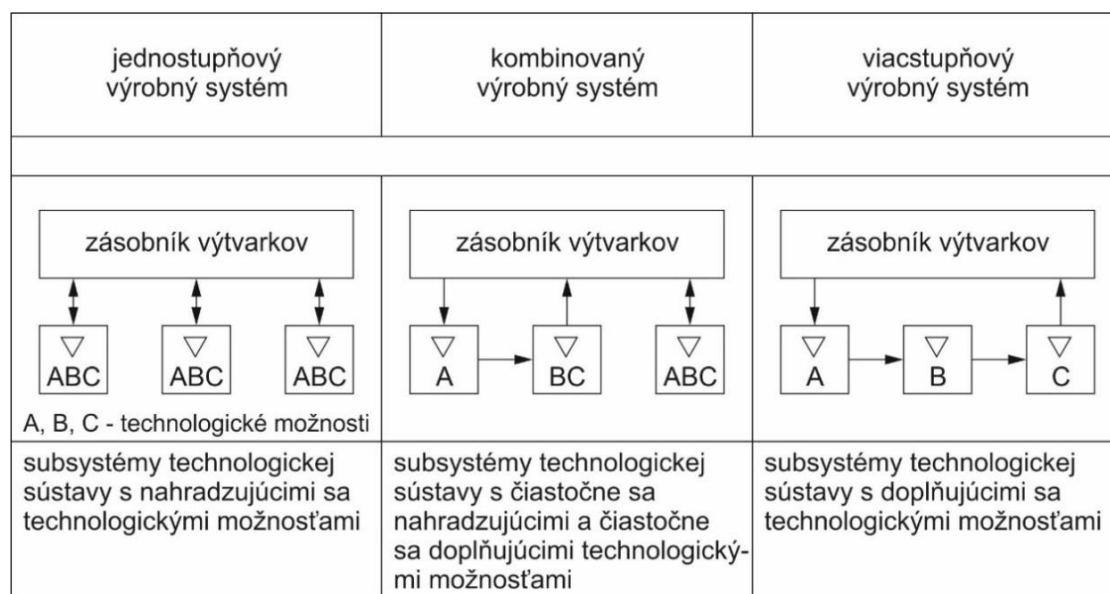 jednostupňový
výrobný systém
kombinovaný
výrobný systém
viacstupňový
výrobný systém
zásobník výtvarkov
ABC
ABC
ABC
A, B, C - technologické možnosti
zásobník výtvarkov
A
BC
ABC
zásobník výtvarkov
A
B
C
subsystémy technologickej
sústavy s nahradzujúcimi sa
technologickými možnosťami
subsystémy technologickej
sústavy s čiastočne sa
nahradzujúcimi a čiastočne
sa doplňujúcimi technologický-
mi možnosťami
subsystémy technologickej
sústavy s doplňujúcimi sa
technologickými možnosťami